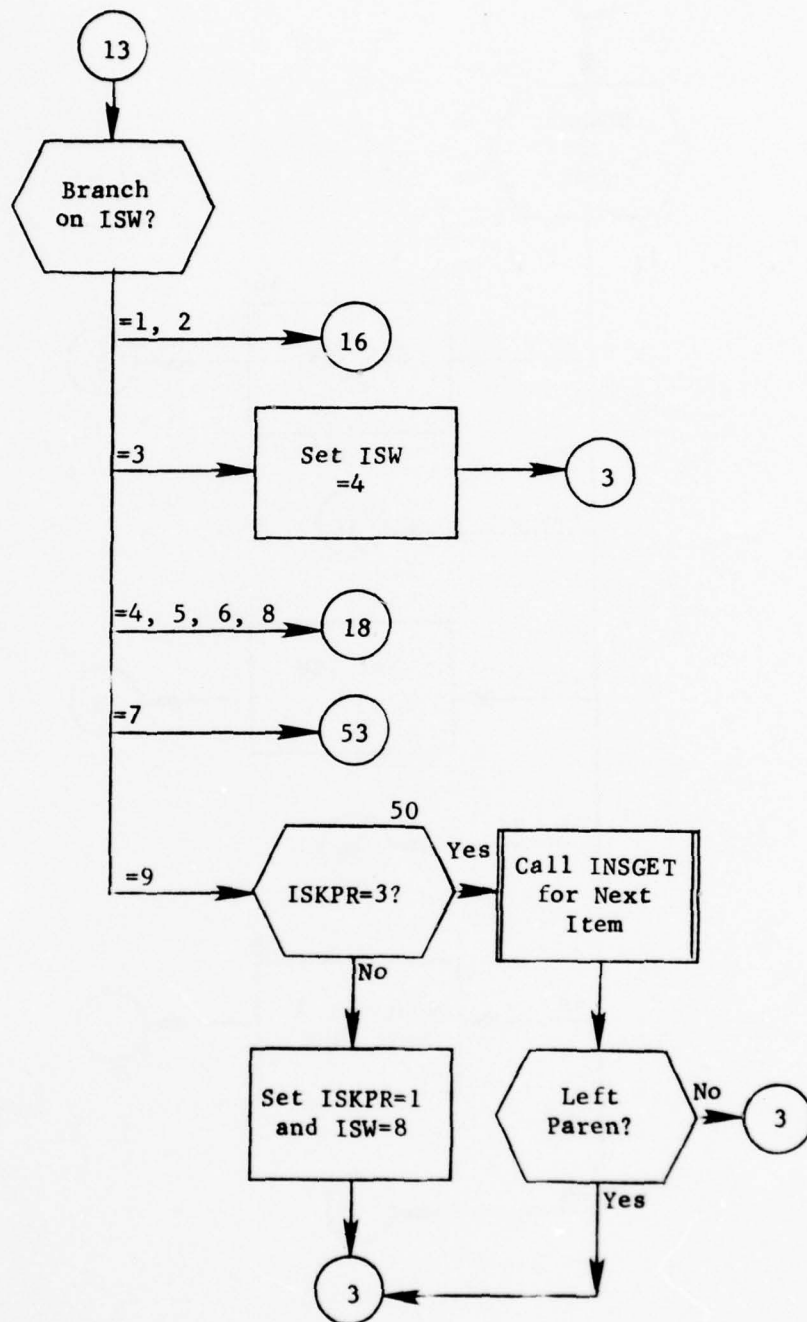 13
Branch
on ISW?
=1, 2
16
=3
Set ISW
=4
3
=4, 5, 6, 8
18
=7
53
=9
50
ISKPR=3?
Yes
Call INSGET
for Next
Item
No
Set ISKPR=1
and ISW=8
Left
Paren?
No
3
Yes
3